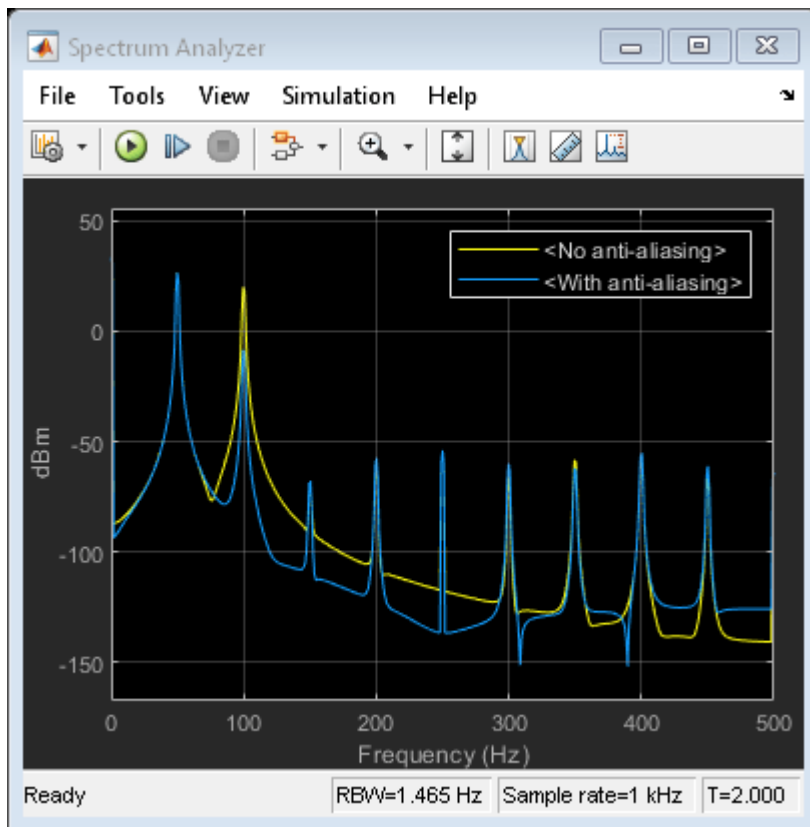 Spectrum Analyzer
File Tools View Simulation Help
50
0
-50
-100
-150
dBm
<No anti-aliasing>
<With anti-aliasing>
0 100 200 300 400 500
Frequency (Hz)
Ready RBW=1.465 Hz Sample rate=1 kHz T=2.000